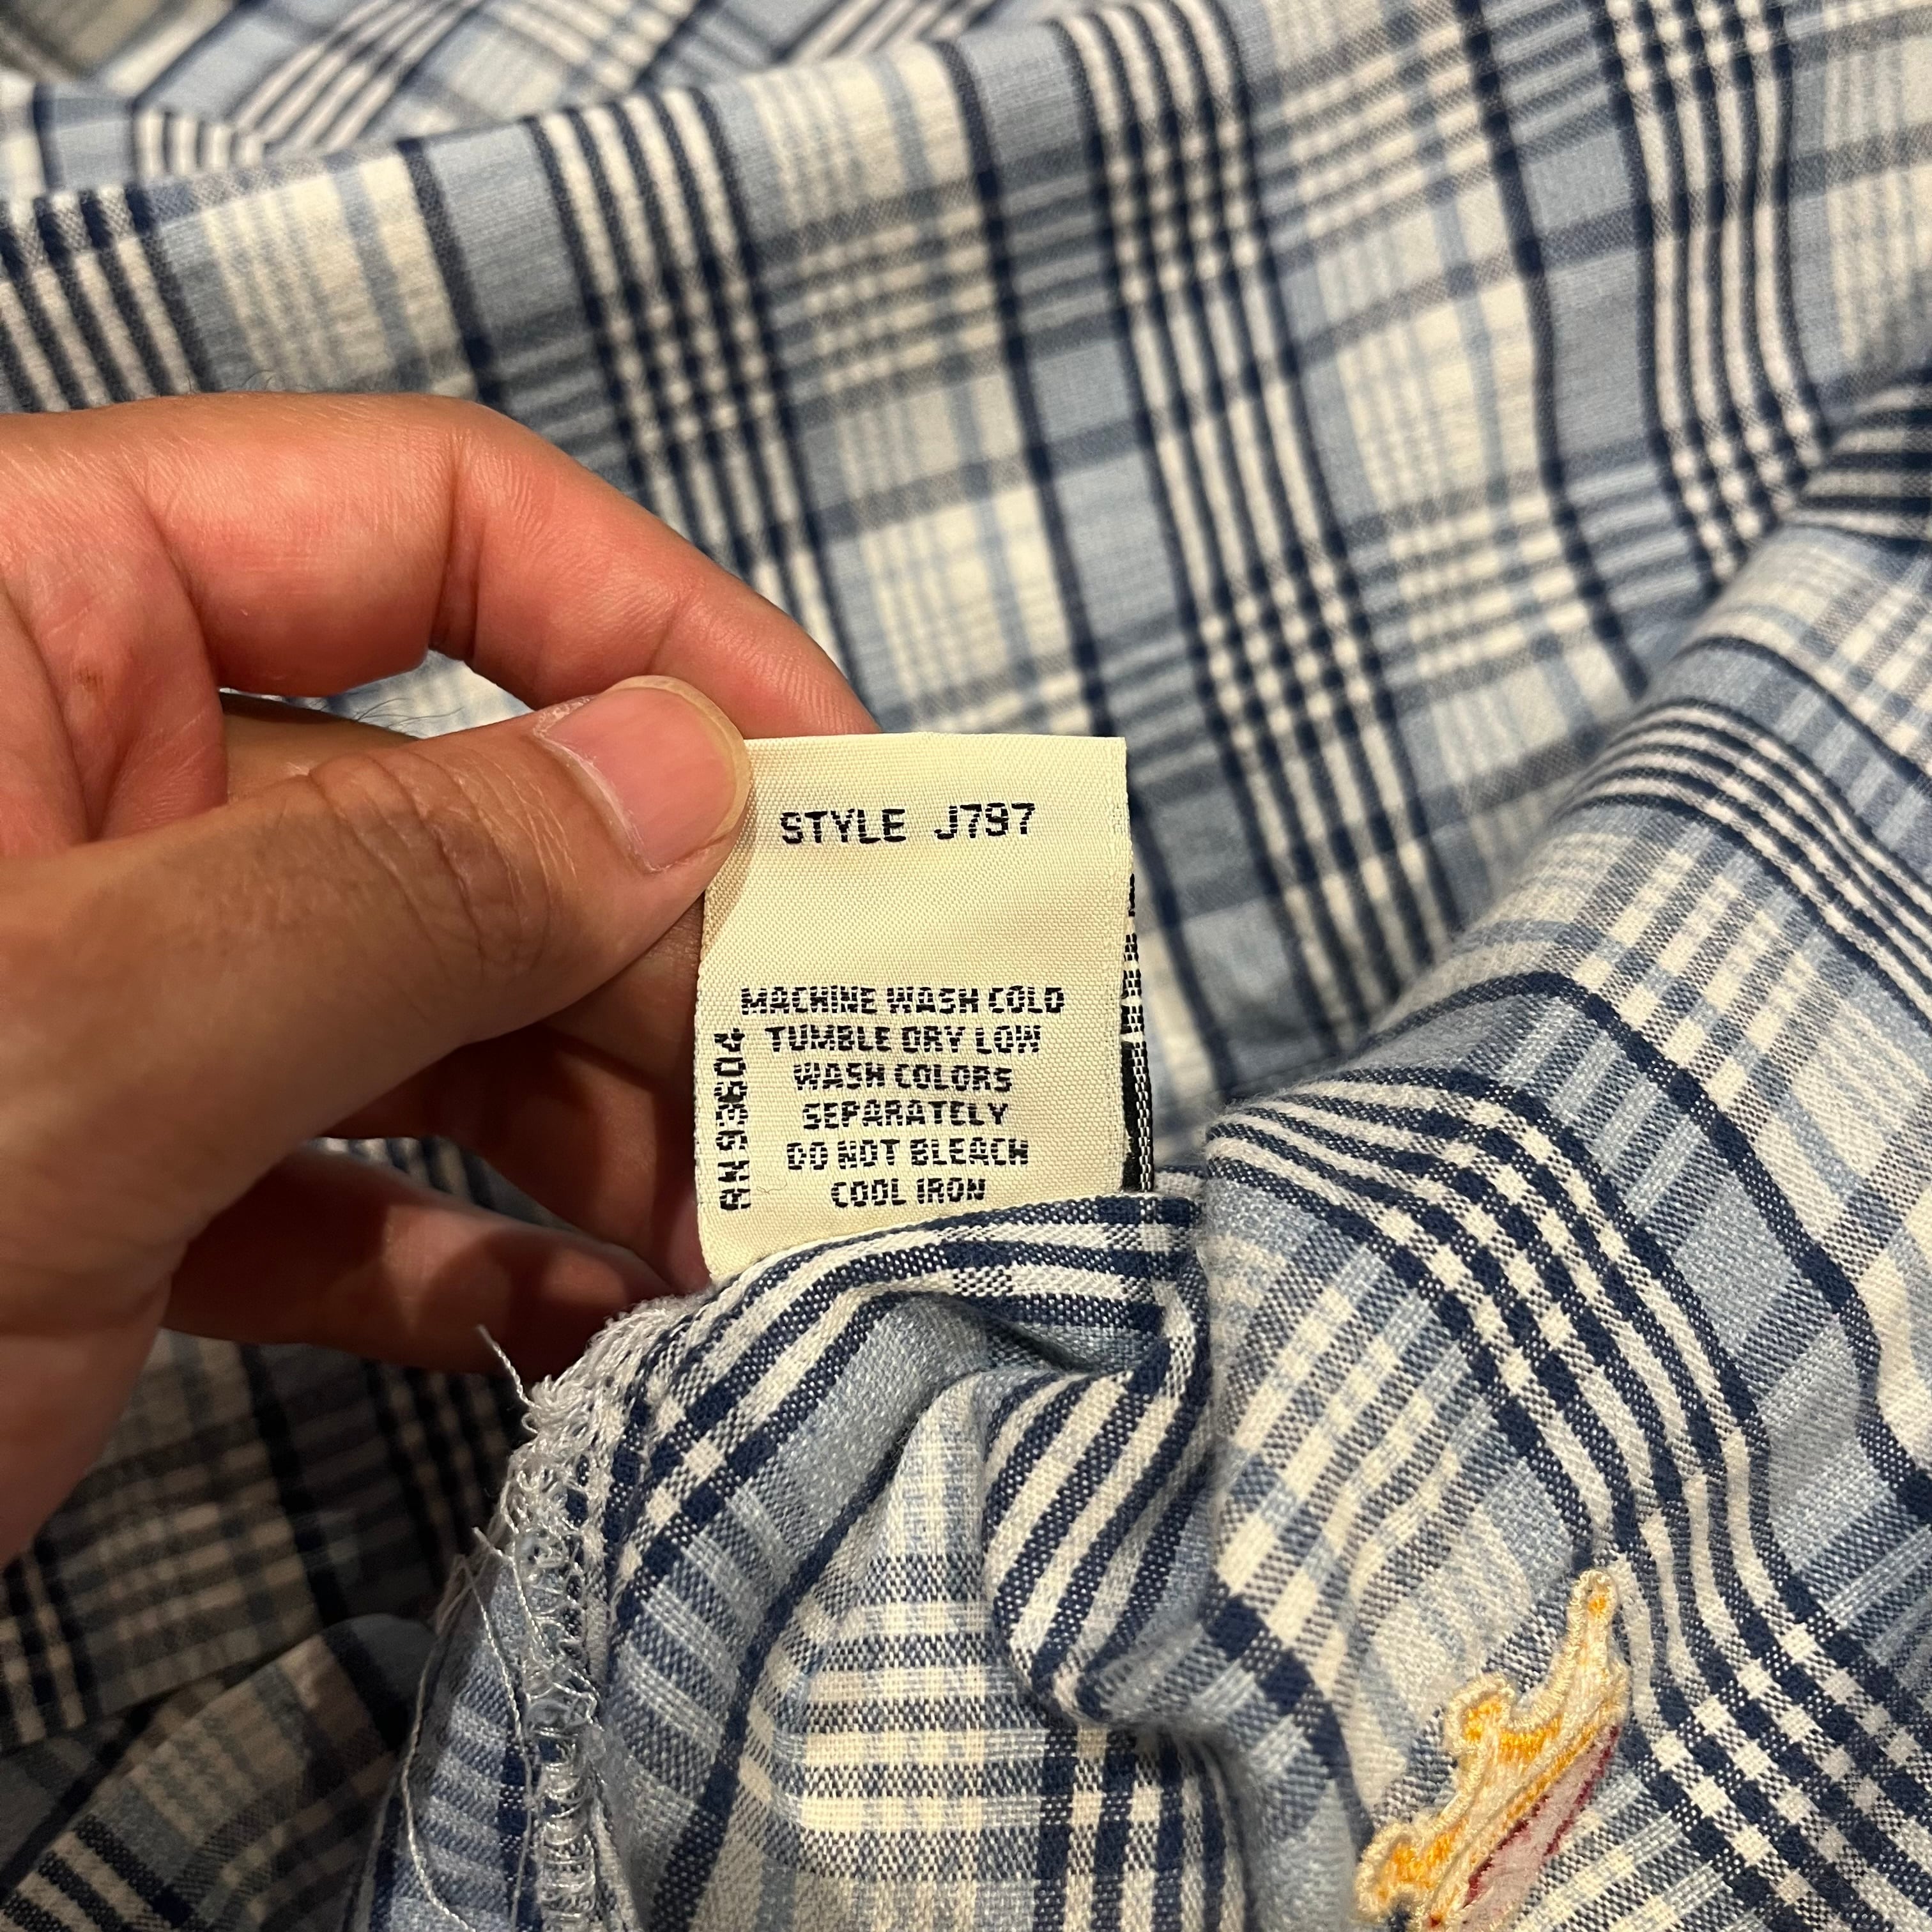 STYLE J797
MACHINE WASH COLD
TUMBLE DRY LOW
WASH COLORS
SEPARATELY
DO NOT BLEACH
COOL IRON
RN 93604